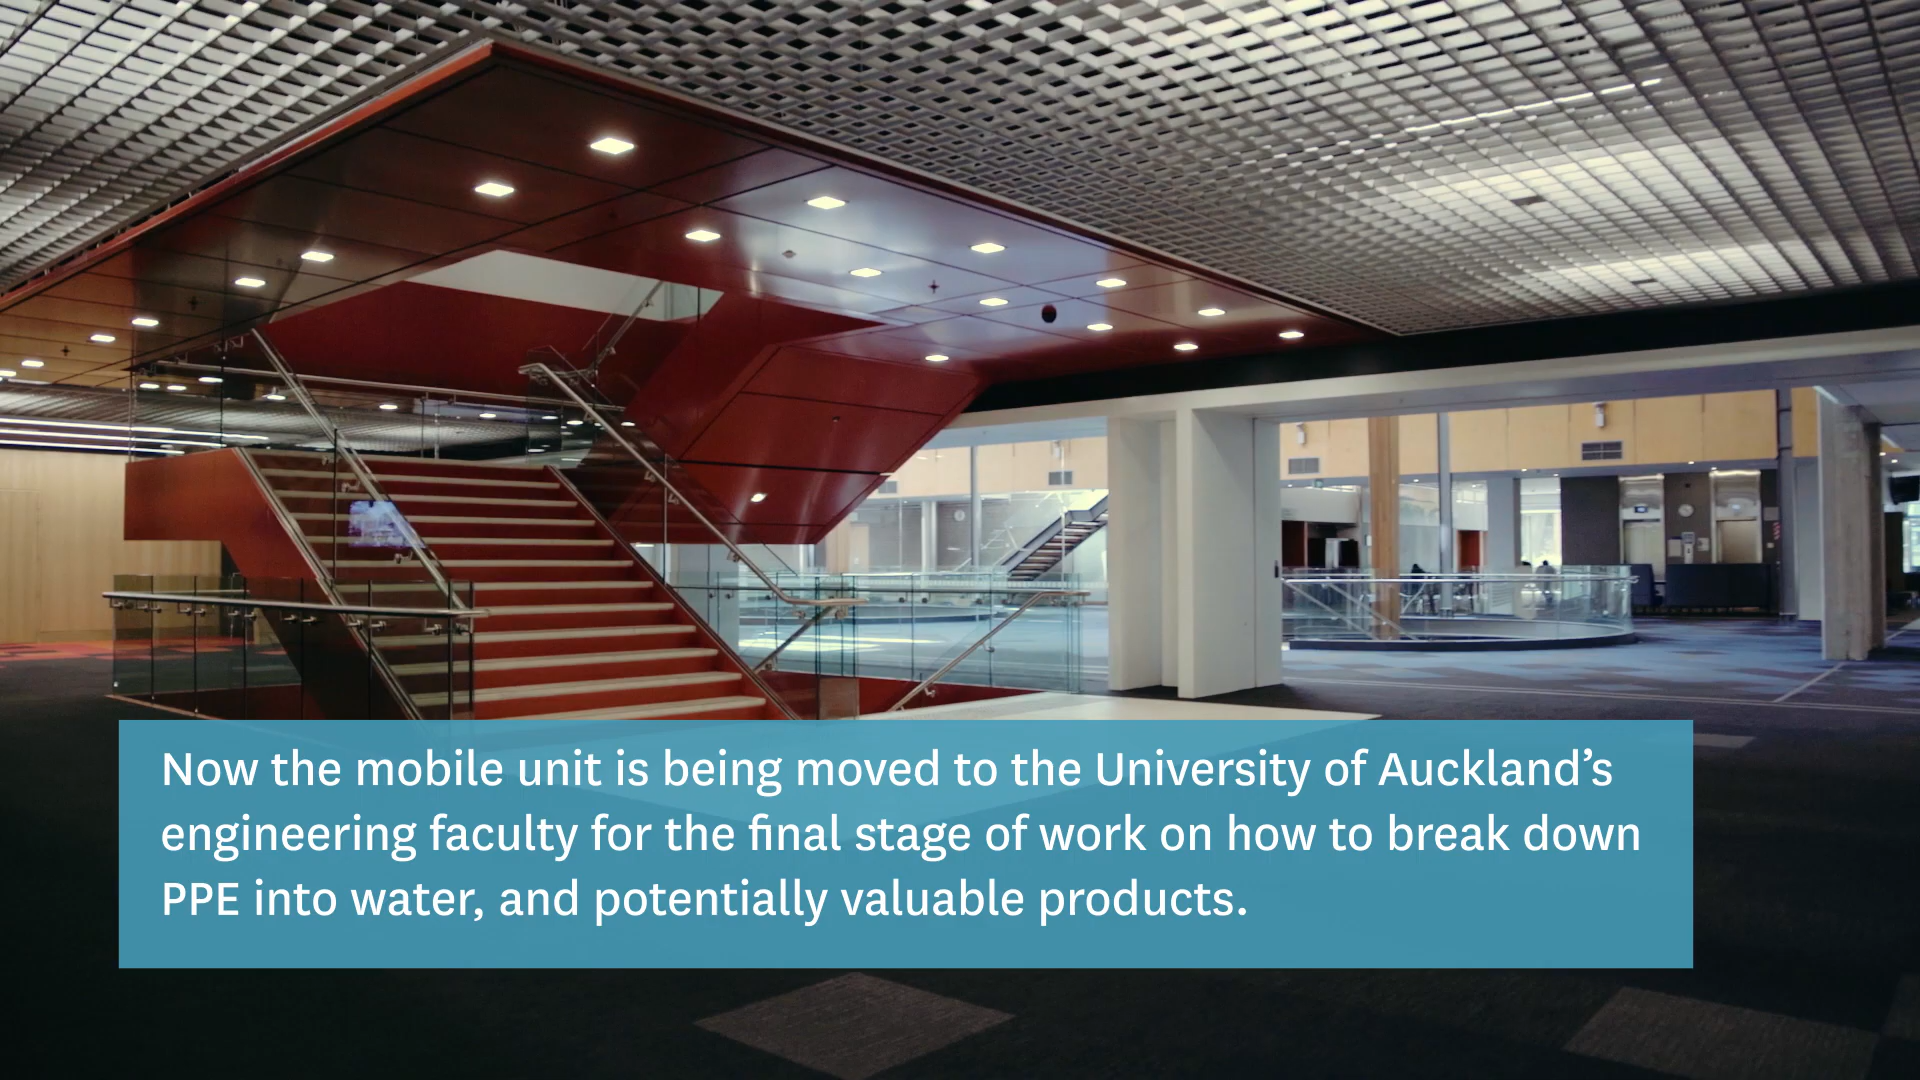 Now the mobile unit is being moved to the University of Auckland’s
engineering faculty for the final stage of work on how to break down
PPE into water, and potentially valuable products.